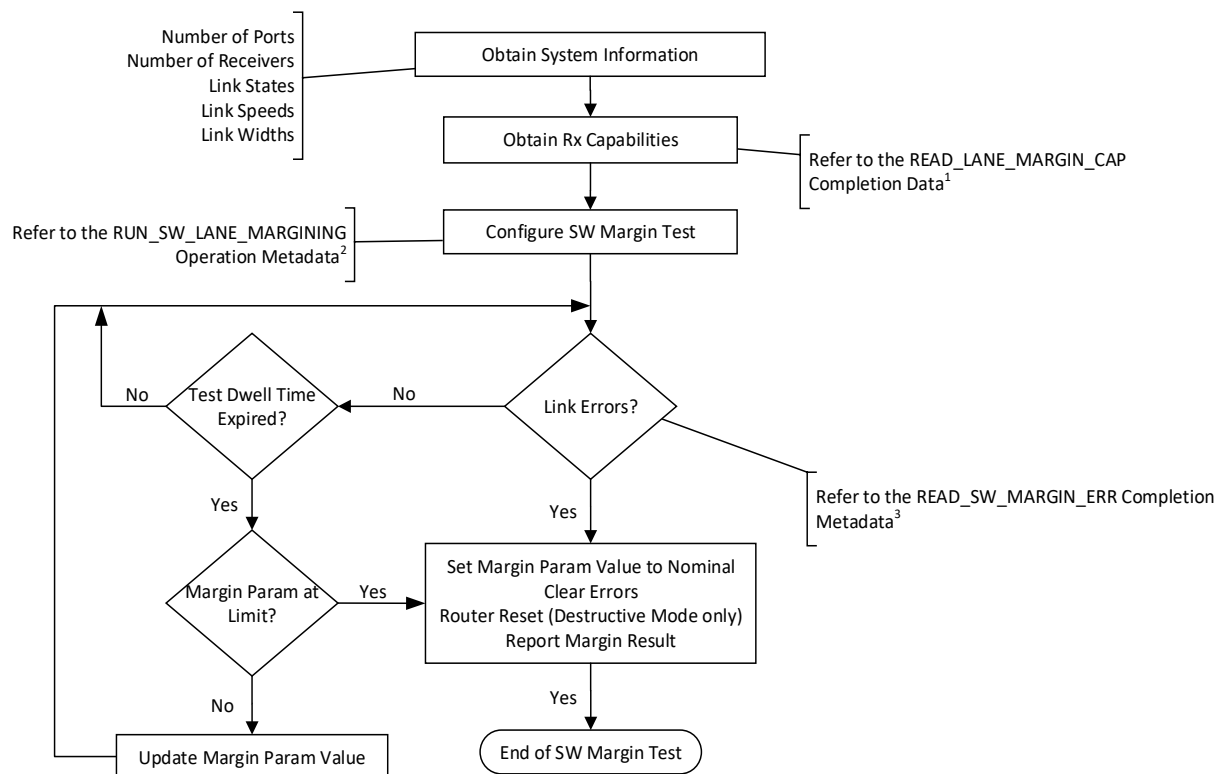 Number of Ports
Number of Receivers
Link States
Link Speeds
Link Widths
Obtain System Information
Obtain Rx Capabilities
Refer to the READ_LANE_MARGIN_CAP
Completion Data1
Refer to the RUN_SW_LANE_MARGINING
Operation Metadata2
Configure SW Margin Test
No
Test Dwell Time
Expired?
No
Link Errors?
Yes
Yes
Refer to the READ_SW_MARGIN_ERR Completion
Metadata3
Margin Param at
Limit?
Yes
Set Margin Param Value to Nominal
Clear Errors
Router Reset (Destructive Mode only)
Report Margin Result
No
Yes
Update Margin Param Value
End of SW Margin Test